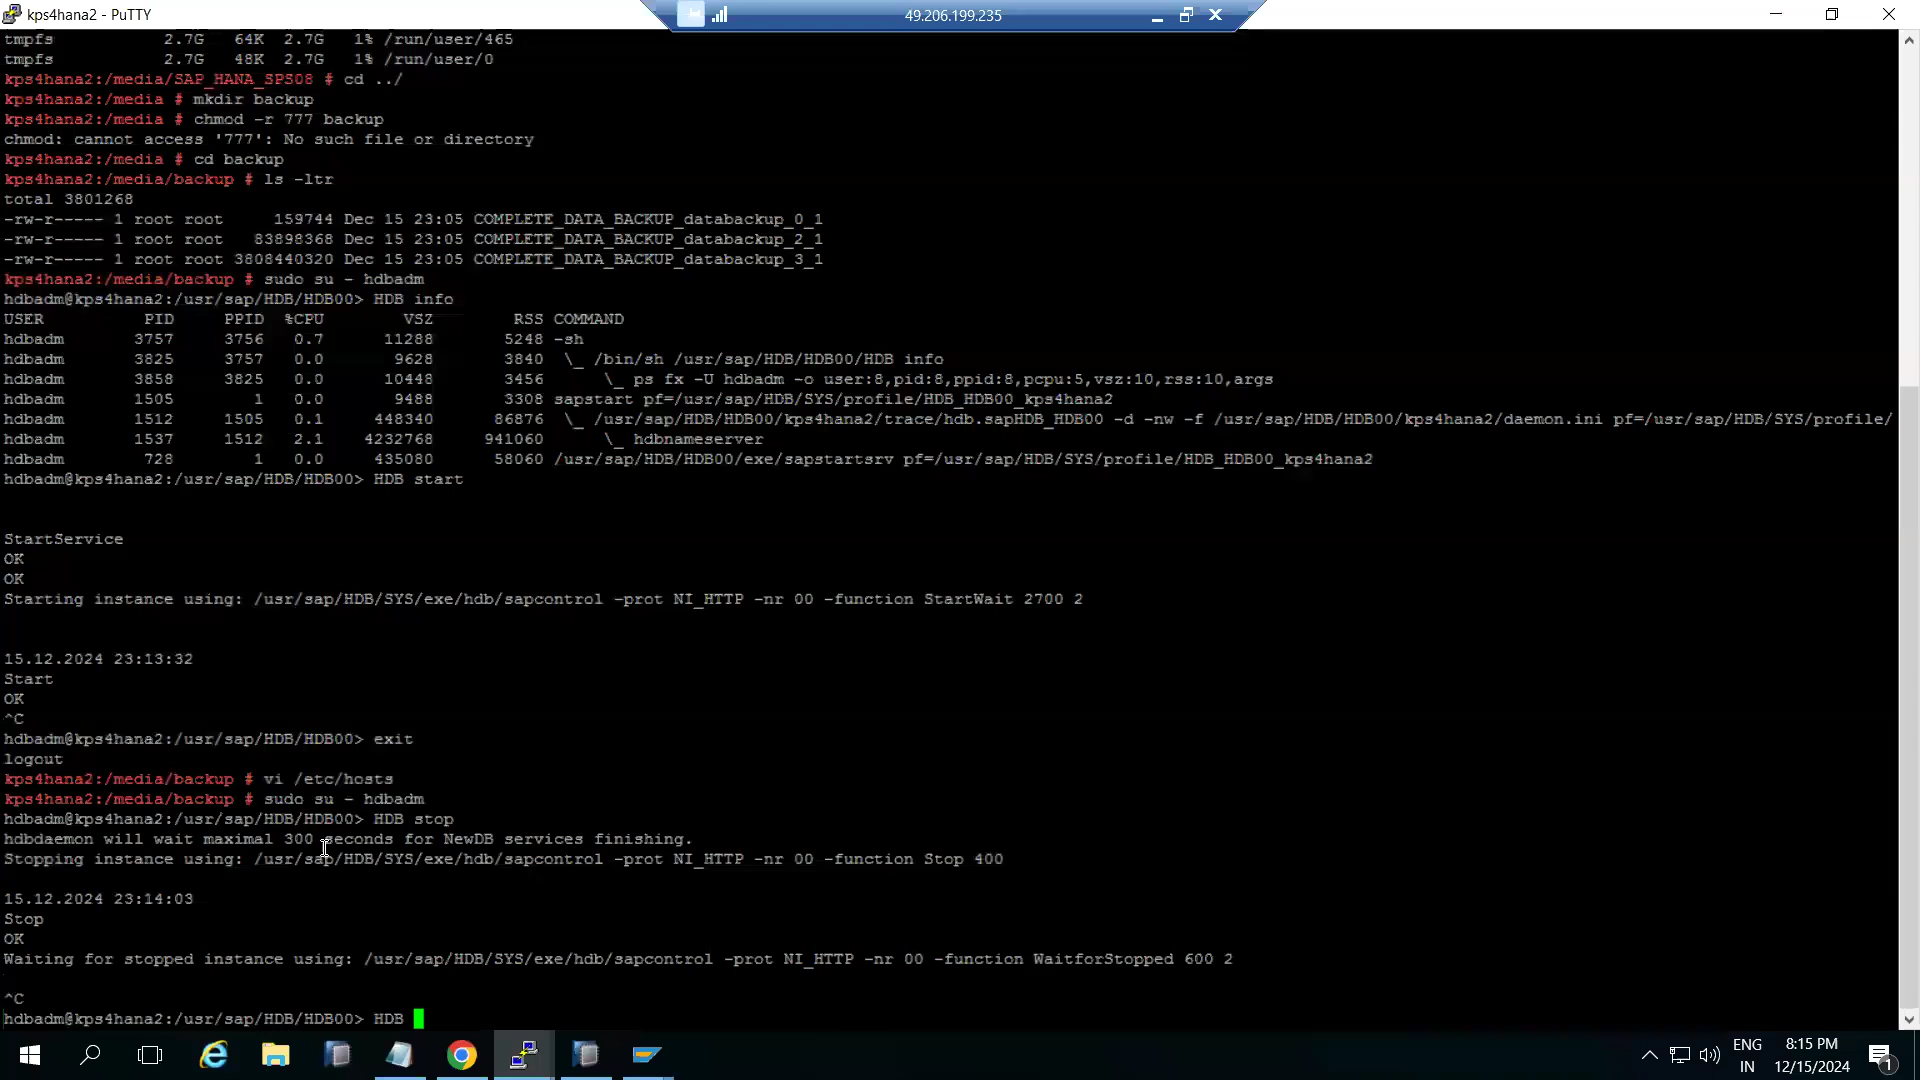 kps4hana2 - PuTTY
49.206.199.235
tmpfs 2.7G 64K 2.7G 1% /run/user/465
tmpfs 2.7G 48K 2.7G 1% /run/user/0
kps4hana2:/media/SAP_HANA_SPS08 # cd ../
kps4hana2:/media # mkdir backup
kps4hana2:/media # chmod -r 777 backup
chmod: cannot access '777': No such file or directory
kps4hana2:/media # cd backup
kps4hana2:/media/backup # ls -ltr
total 3801268
-rw-r----- 1 root root 159744 Dec 15 23:05 COMPLETE_DATA_BACKUP_databackup_0_1
-rw-r----- 1 root root 83898368 Dec 15 23:05 COMPLETE_DATA_BACKUP_databackup_2_1
-rw-r----- 1 root root 3808440320 Dec 15 23:05 COMPLETE_DATA_BACKUP_databackup_3_1
kps4hana2:/media/backup # sudo su - hdbadm
hdbadm@kps4hana2:/usr/sap/HDB/HDB00> HDB info
USER PID PPID %CPU VSZ RSS COMMAND
hdbadm 3757 3756 0.7 11288 5248 -sh
hdbadm 3825 3757 0.0 9628 3840 \_ /bin/sh /usr/sap/HDB/HDB00/HDB info
hdbadm 3858 3825 0.0 10448 3456 \_ ps fx -U hdbadm -o user:8,pid:8,ppid:8,pcpu:5,vsz:10,rss:10,args
hdbadm 1505 1 0.0 9488 3308 sapstart pf=/usr/sap/HDB/SYS/profile/HDB_HDB00_kps4hana2
hdbadm 1512 1505 0.1 448340 86876 \_ /usr/sap/HDB/HDB00/kps4hana2/trace/hdb.sapHDB_HDB00 -d -nw -f /usr/sap/HDB/HDB00/kps4hana2/daemon.ini pf=/usr/sap/HDB/SYS/profile/
hdbadm 1537 1512 2.1 4232768 941060 \_ hdbnameserver
hdbadm 728 1 0.0 435080 58060 /usr/sap/HDB/HDB00/exe/sapstartsrv pf=/usr/sap/HDB/SYS/profile/HDB_HDB00_kps4hana2
hdbadm@kps4hana2:/usr/sap/HDB/HDB00> HDB start
StartService
OK
OK
Starting instance using: /usr/sap/HDB/SYS/exe/hdb/sapcontrol -prot NI_HTTP -nr 00 -function StartWait 2700 2
15.12.2024 23:13:32
Start
OK
^C
hdbadm@kps4hana2:/usr/sap/HDB/HDB00> exit
logout
kps4hana2:/media/backup # vi /etc/hosts
kps4hana2:/media/backup # sudo su - hdbadm
hdbadm@kps4hana2:/usr/sap/HDB/HDB00> HDB stop
hdbdaemon will wait maximal 300 seconds for NewDB services finishing.
Stopping instance using: /usr/sap/HDB/SYS/exe/hdb/sapcontrol -prot NI_HTTP -nr 00 -function Stop 400
15.12.2024 23:14:03
Stop
OK
Waiting for stopped instance using: /usr/sap/HDB/SYS/exe/hdb/sapcontrol -prot NI_HTTP -nr 00 -function WaitforStopped 600 2
^C
hdbadm@kps4hana2:/usr/sap/HDB/HDB00> HDB
ENG
IN
8:15 PM
12/15/2024
1